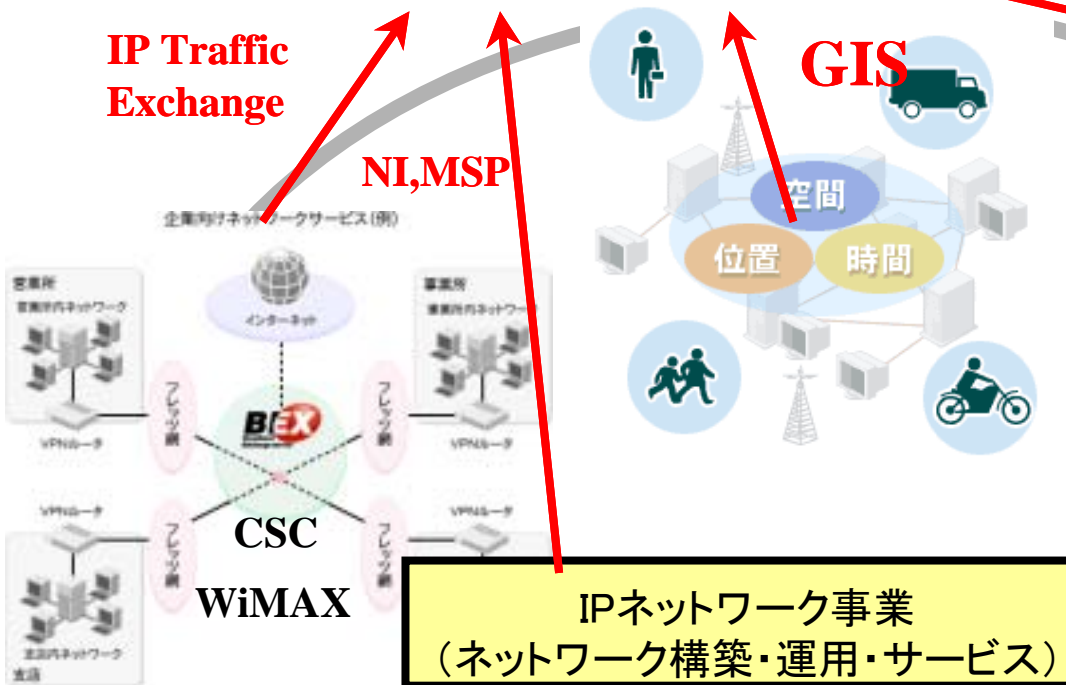 IP Traffic
Exchange
GIS
NI,MSP
空間
位置
時間
企業向けネットワークサービス(例)
インターネット
営業所
営業所内ネットワーク
事業所
事業所内ネットワーク
フレッツ網
フレッツ網
VPNルータ
VPNルータ
BEX
VPNルータ
VPNルータ
フレッツ網
フレッツ網
CSC
WiMAX
支店内ネットワーク
支店
IPネットワーク事業
(ネットワーク構築・運用・サービス)